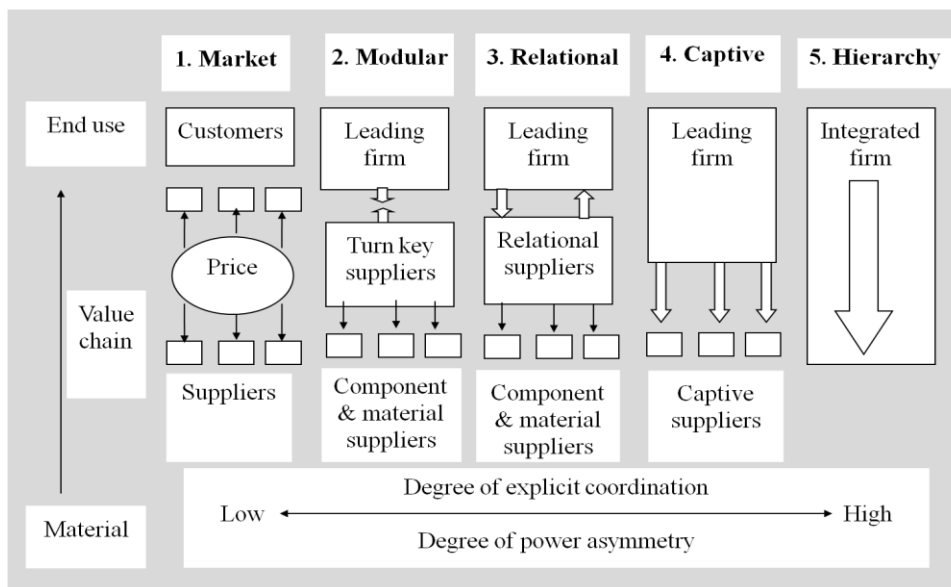 1. Market
2. Modular
3. Relational
4. Captive
5. Hierarchy
End use
Customers
Leading
firm
Leading
firm
Leading
firm
Integrated
firm
Price
Turn key
suppliers
Relational
suppliers
Value
chain
Suppliers
Component
& material
suppliers
Component
& material
suppliers
Captive
suppliers
Material
Degree of explicit coordination
Low
High
Degree of power asymmetry